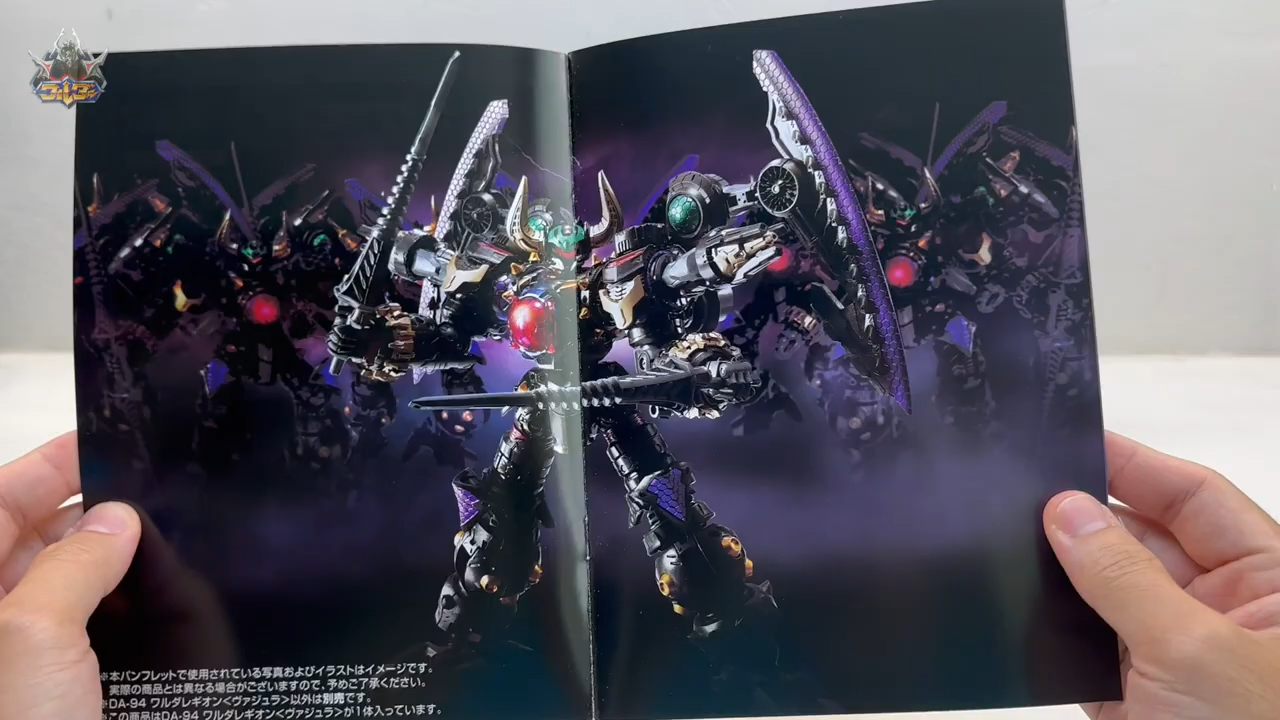 ※本パンフレットで使用されている写真およびイラストはイメージです。
実際の商品とは異なる場合がございますので、予めご了承ください。
※DA-94 ワルダレギオン<ヴァジュラ>以外は別売です。
※この商品はDA-94 ワルダレギオン<ヴァジュラ>が1体入っています。